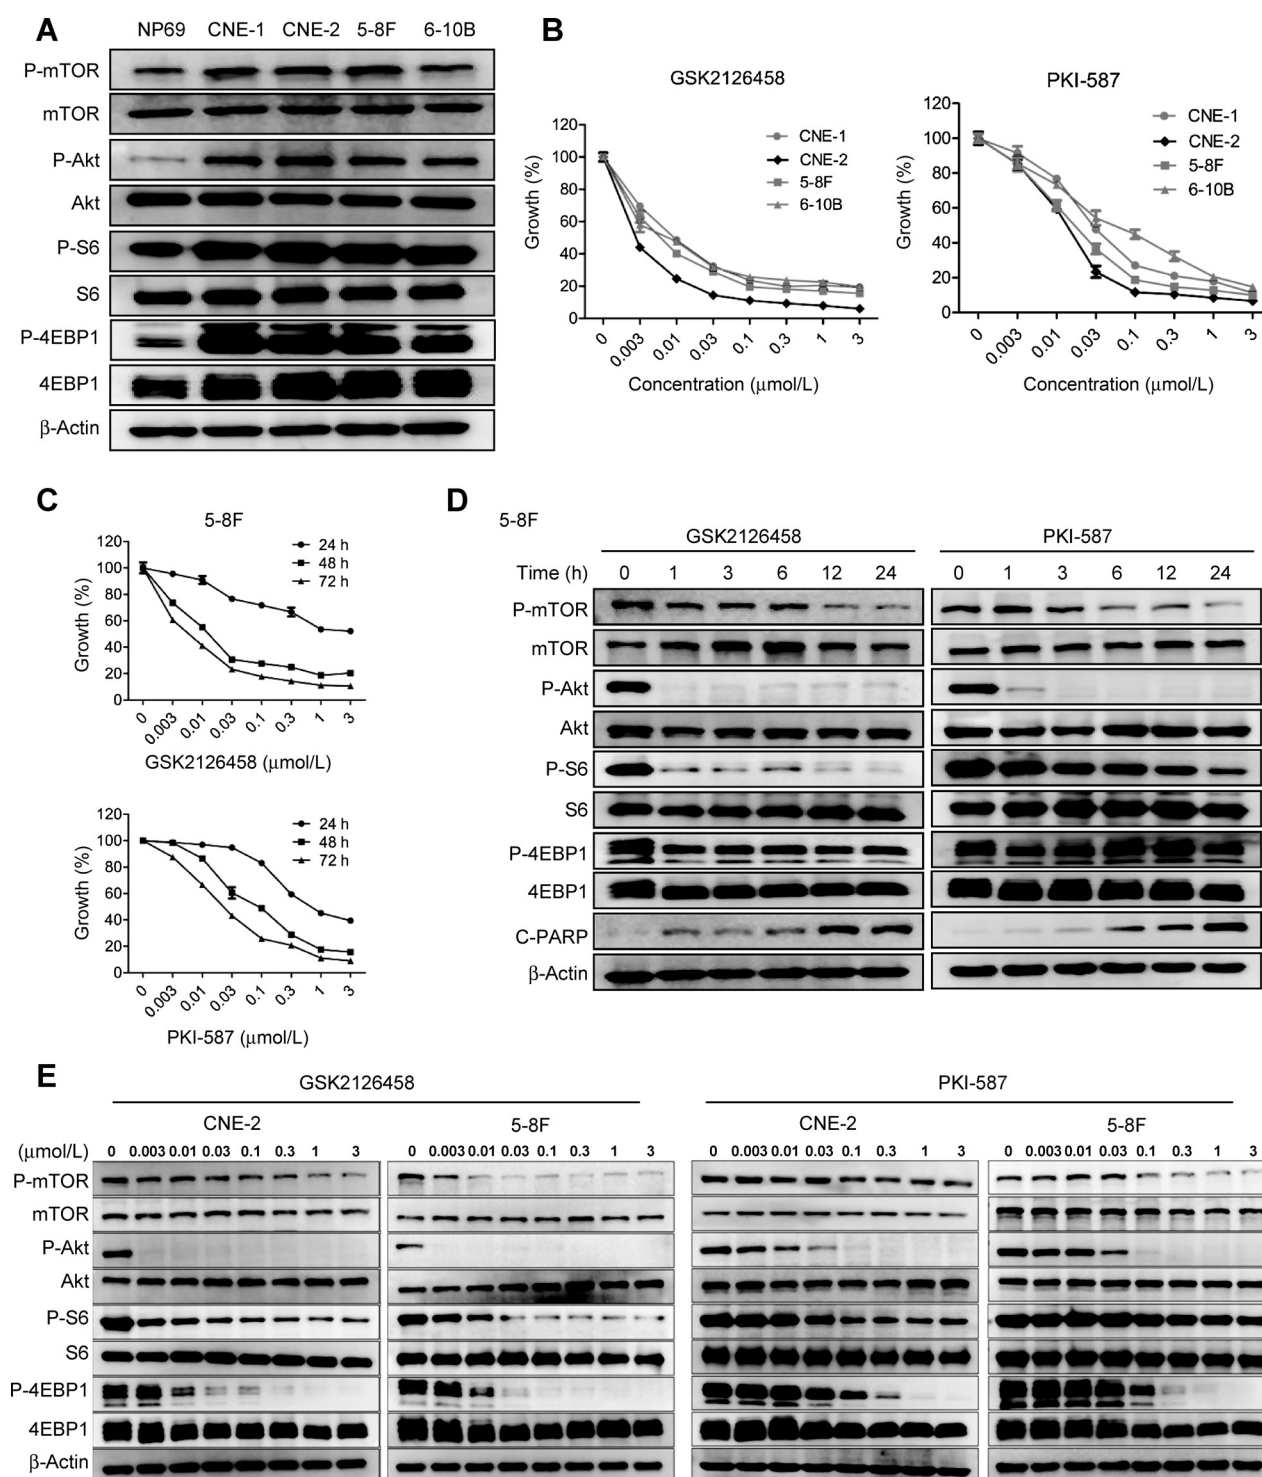 A
NP69 CNE-1 CNE-2 5-8F 6-10B
P-mTOR
mTOR
P-Akt
Akt
P-S6
S6
P-4EBP1
4EBP1
β-Actin
B
GSK2126458
CNE-1
CNE-2
5-8F
6-10B
120
100
80
60
40
20
0
Growth (%)
0 0.003 0.01 0.03 0.1 0.3 1 3
Concentration (μmol/L)
PKI-587
CNE-1
CNE-2
5-8F
6-10B
120
100
80
60
40
20
0
Growth (%)
0 0.003 0.01 0.03 0.1 0.3 1 3
Concentration (μmol/L)
C
5-8F
24 h
48 h
72 h
120
100
80
60
40
20
0
Growth (%)
0 0.003 0.01 0.03 0.1 0.3 1 3
GSK2126458 (μmol/L)
24 h
48 h
72 h
120
100
80
60
40
20
0
Growth (%)
0 0.003 0.01 0.03 0.1 0.3 1 3
PKI-587 (μmol/L)
D
5-8F
GSK2126458 PKI-587
Time (h) 0 1 3 6 12 24 0 1 3 6 12 24
P-mTOR
mTOR
P-Akt
Akt
P-S6
S6
P-4EBP1
4EBP1
C-PARP
β-Actin
E
GSK2126458 PKI-587
CNE-2 5-8F CNE-2 5-8F
(μmol/L) 0 0.003 0.01 0.03 0.1 0.3 1 3 0 0.003 0.01 0.03 0.1 0.3 1 3 0 0.003 0.01 0.03 0.1 0.3 1 3 0 0.003 0.01 0.03 0.1 0.3 1 3
P-mTOR
mTOR
P-Akt
Akt
P-S6
S6
P-4EBP1
4EBP1
β-Actin